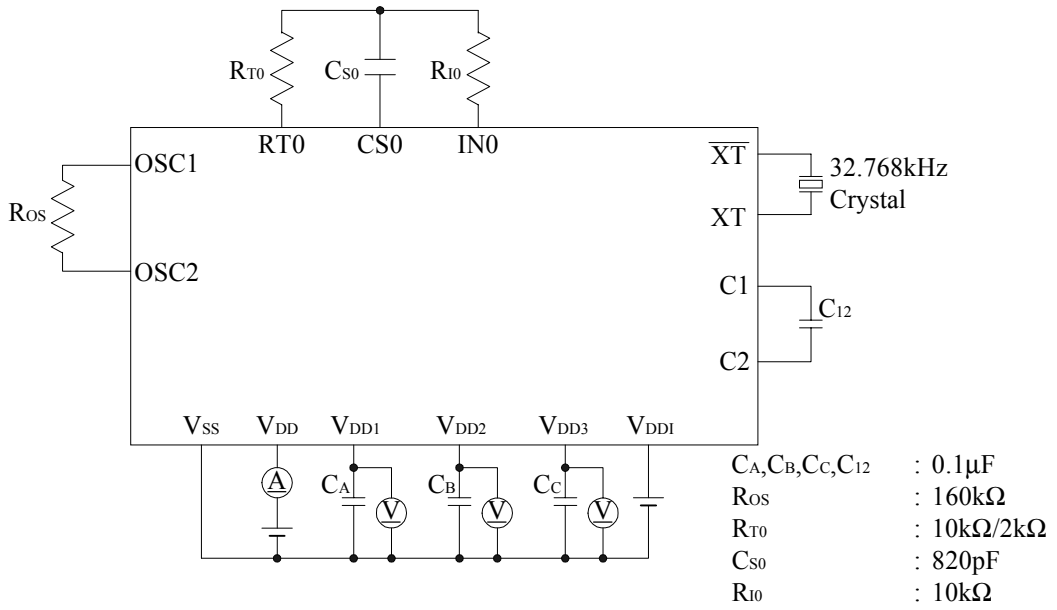 RT0 CS0 RI0
RT0 CS0 IN0
OSC1
ROS
OSC2
XT
32.768kHz
Crystal
XT
C1
C12
C2
VSS VDD VDD1 VDD2 VDD3 VDDI
A CA V CB V CC V
CA,CB,CC,C12 : 0.1μF
ROS : 160kΩ
RT0 : 10kΩ/2kΩ
CS0 : 820pF
RI0 : 10kΩ